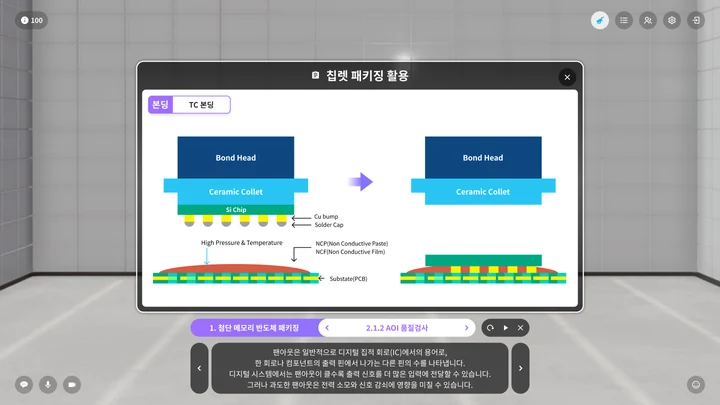 100
칩렛 패키징 활용
본딩
TC 본딩
Bond Head
Ceramic Collet
Si Chip
Cu bump
Solder Cap
High Pressure & Temperature
NCP(Non Conductive Paste)
NCF(Non Conductive Film)
Substate(PCB)
Bond Head
Ceramic Collet
1. 첨단 메모리 반도체 패키징
2.1.2 AOI 품질검사
팬아웃은 일반적으로 디지털 집적 회로(IC)에서의 용어로,
한 회로나 컴포넌트의 출력 핀에서 나가는 다른 핀의 수를 나타냅니다.
디지털 시스템에서는 팬아웃이 클수록 출력 신호를 더 많은 입력에 전달할 수 있습니다.
그러나 과도한 팬아웃은 전력 소모와 신호 감쇠에 영향을 미칠 수 있습니다.